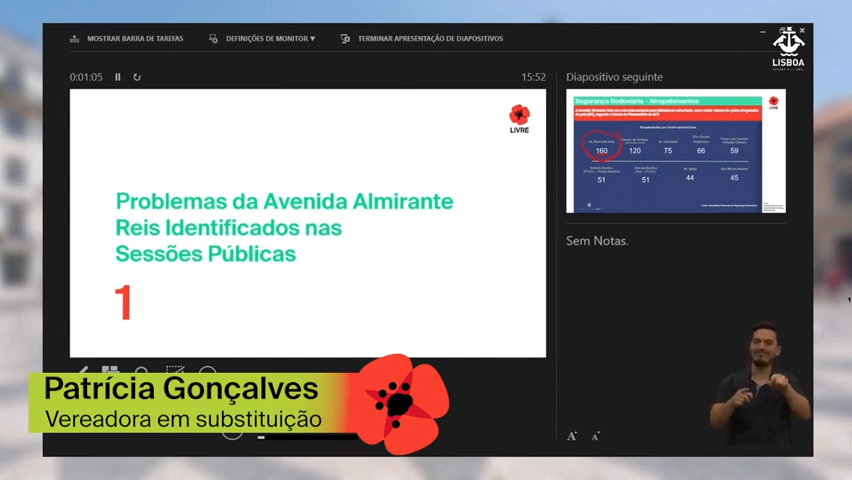 MOSTRAR BARRA DE TAREFAS
DEFINIÇÕES DE MONITOR ▼
TERMINAR APRESENTAÇÃO DE DIAPOSITIVOS
LISBOA
0:01:05
15:52
Diapositivo seguinte
LIVRE
Problemas da Avenida Almirante
Reis Identificados nas
Sessões Públicas
1
Segurança Rodoviária - Atropelamentos
160
120
75
66
59
51
51
44
45
Sem Notas.
Patrícia Gonçalves
Vereadora em substituição